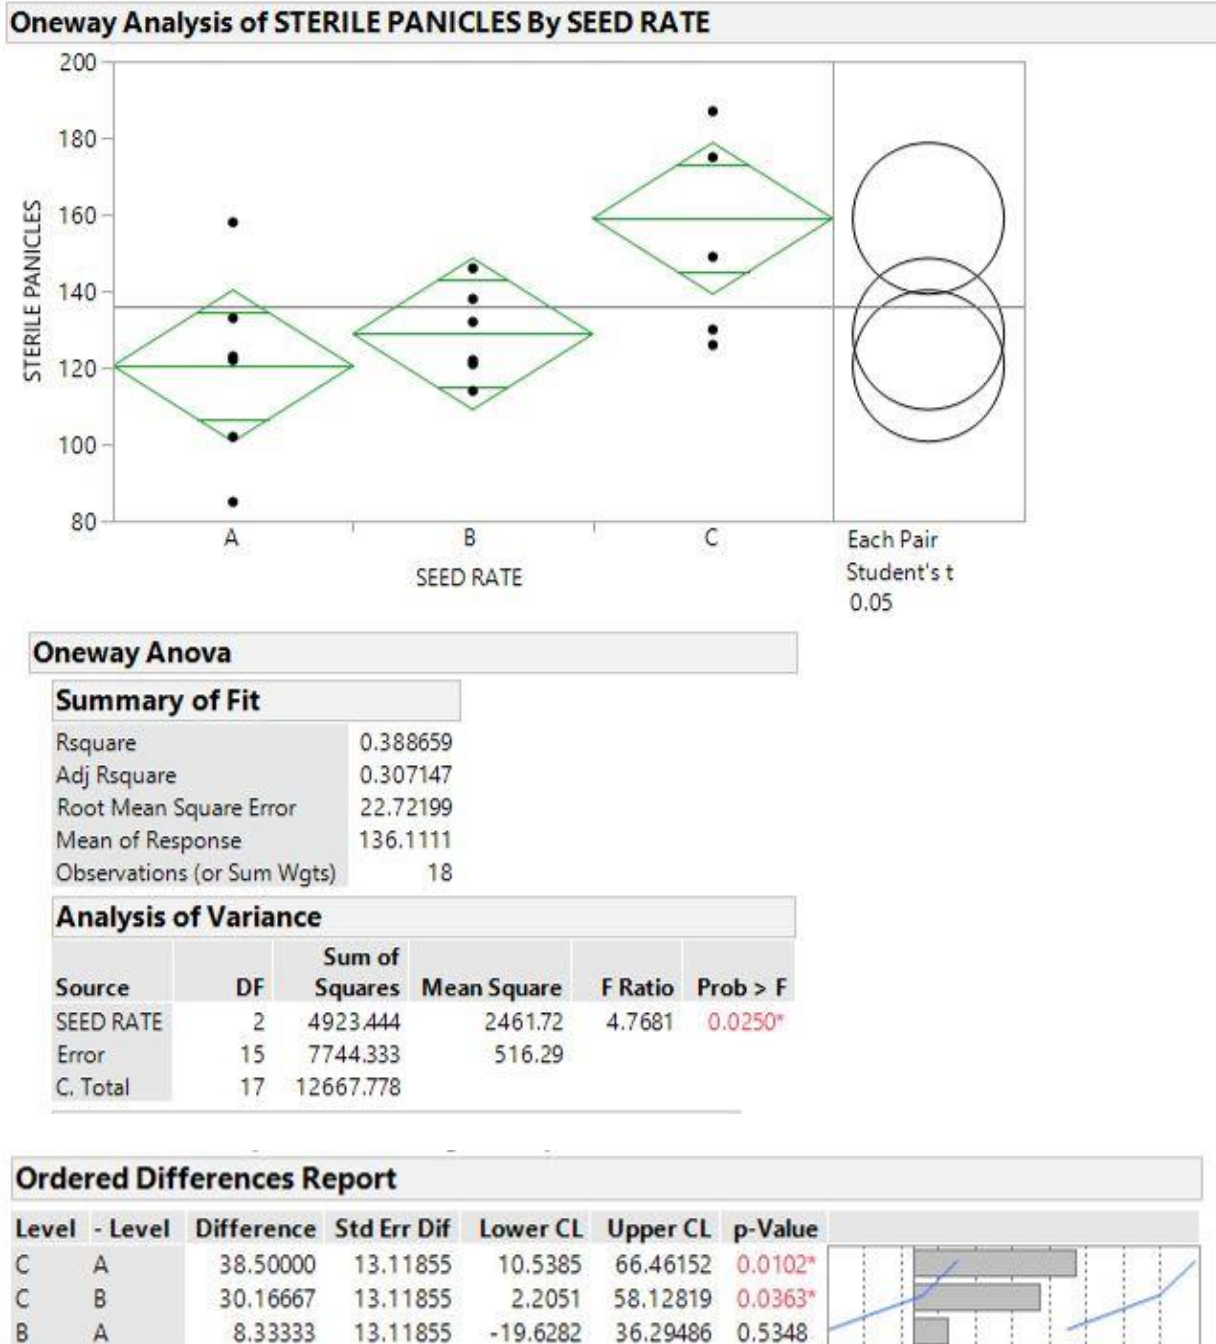 Oneway Analysis of STERILE PANICLES By SEED RATE
200
180
160
140
120
100
80
STERILE PANICLES
A B C
SEED RATE
Each Pair
Student's t
0.05
Oneway Anova
Summary of Fit
Rsquare 0.388659
Adj Rsquare 0.307147
Root Mean Square Error 22.72199
Mean of Response 136.1111
Observations (or Sum Wgts) 18
Analysis of Variance
Source DF Sum of Squares Mean Square F Ratio Prob > F
SEED RATE 2 4923.444 2461.72 4.7681 0.0250*
Error 15 7744.333 516.29
C. Total 17 12667.778
Ordered Differences Report
Level - Level Difference Std Err Dif Lower CL Upper CL p-Value
C A 38.50000 13.11855 10.5385 66.46152 0.0102*
C B 30.16667 13.11855 2.2051 58.12819 0.0363*
B A 8.33333 13.11855 -19.6282 36.29486 0.5348